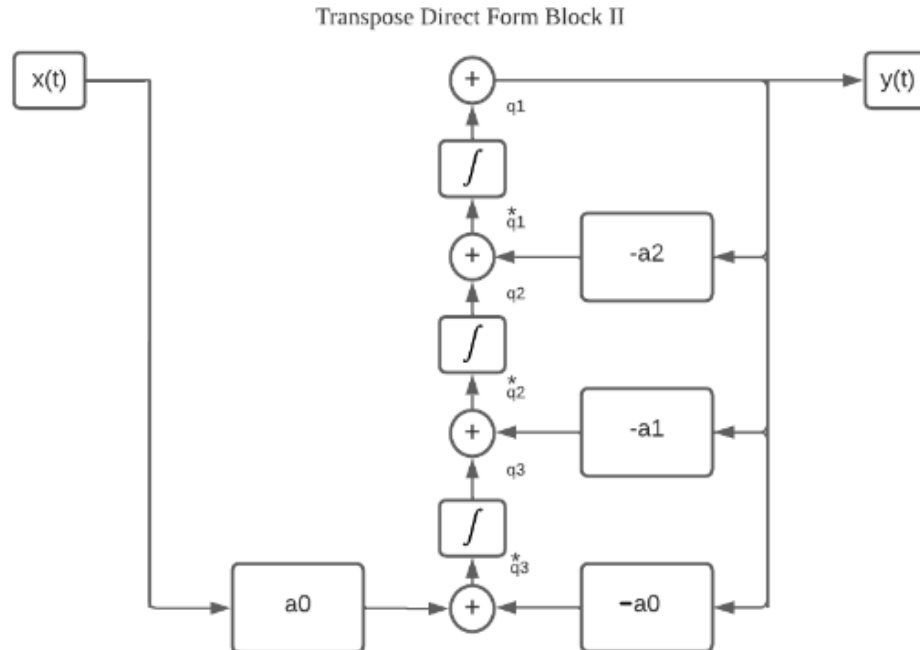 Transpose Direct Form Block II
x(t)
+
y(t)
q1
∫
*
q1
+
-a2
q2
∫
*
q2
+
-a1
q3
∫
*
q3
a0
+
-a0